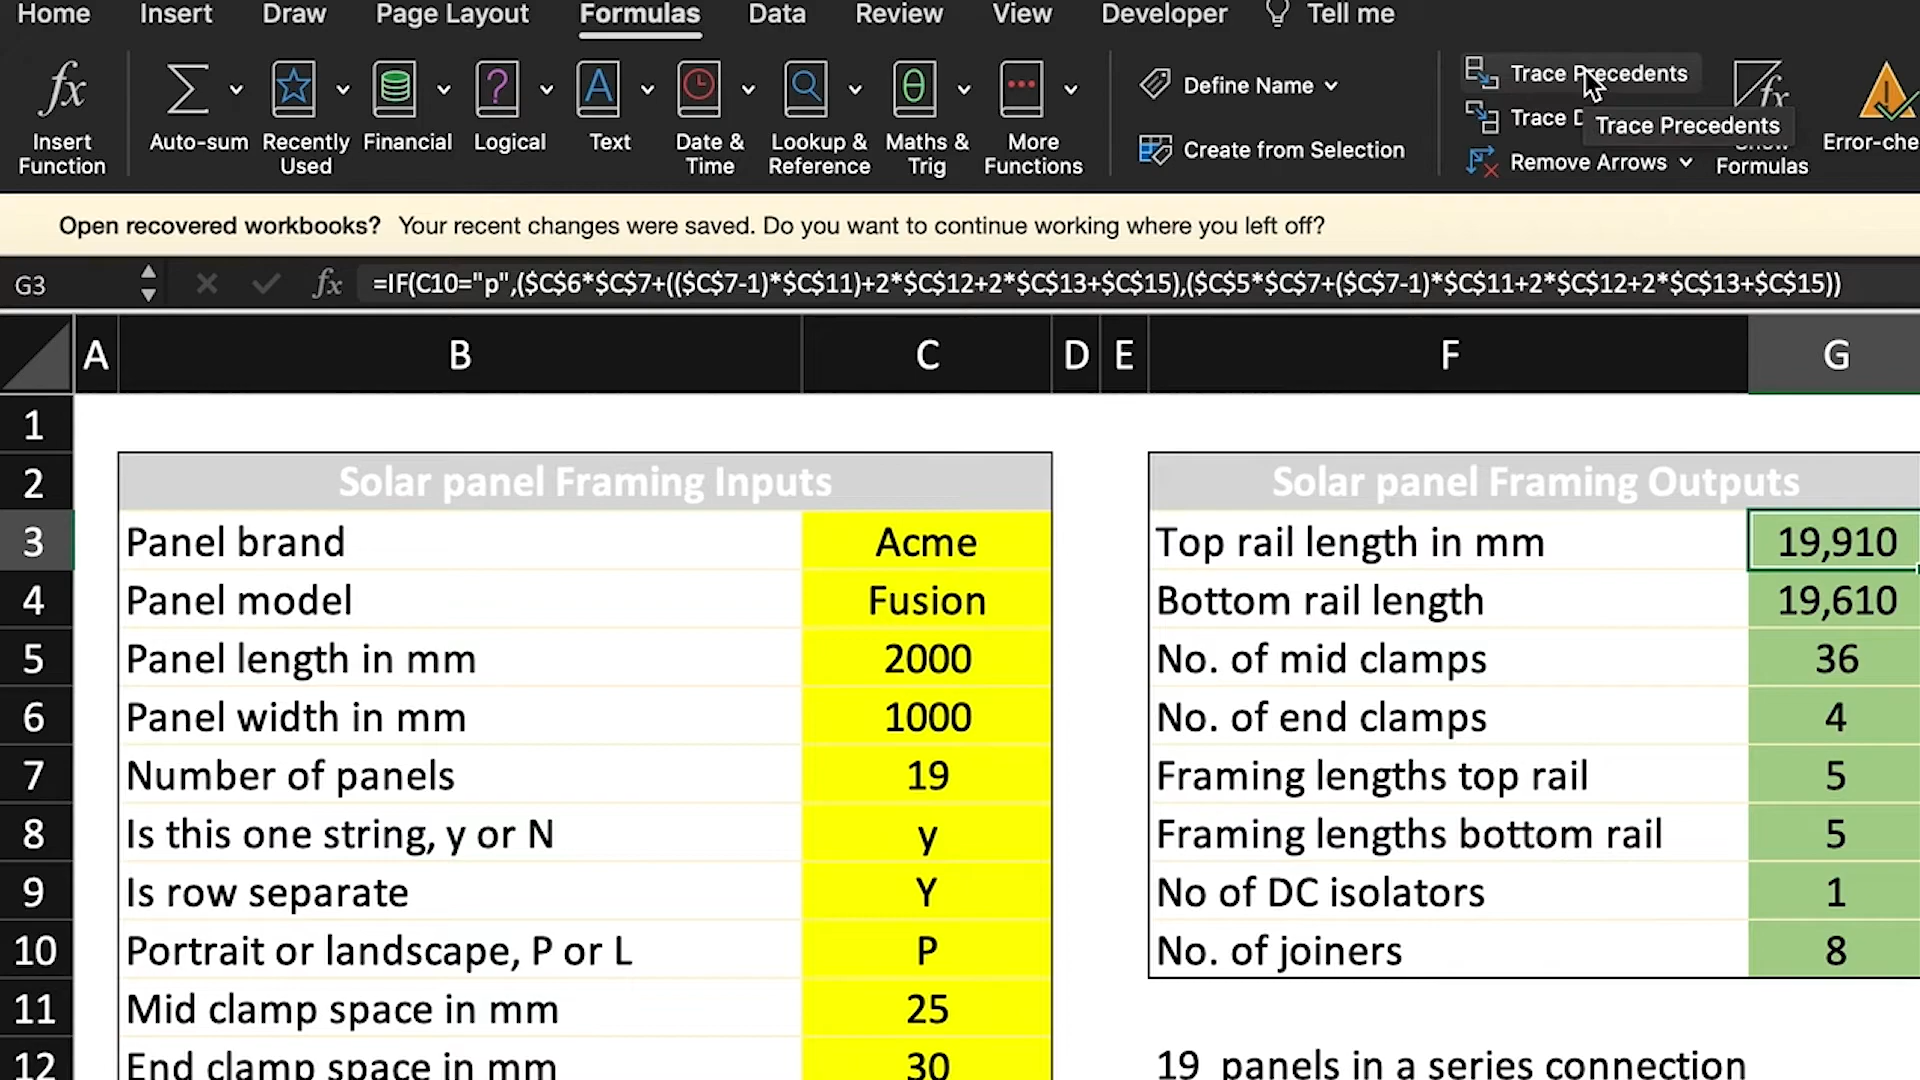 Home Insert Draw Page Layout Formulas Data Review View Developer Tell me
fx Σ ? A θ fx
Insert Function
Auto-sum
Recently Used
Financial
Logical
Text
Date & Time
Lookup & Reference
Maths & Trig
More Functions
Define Name
Create from Selection
Trace Precedents
Trace D
Trace Precedents
Remove Arrows
Show Formulas
Error-che
Open recovered workbooks? Your recent changes were saved. Do you want to continue working where you left off?
G3 fx =IF(C10="p",($C$6*$C$7+(($C$7-1)*$C$11)+2*$C$12+2*$C$13+$C$15),($C$5*$C$7+($C$7-1)*$C$11+2*$C$12+2*$C$13+$C$15))
A B C D E F G
1
2 Solar panel Framing Inputs Solar panel Framing Outputs
3 Panel brand Acme Top rail length in mm 19,910
4 Panel model Fusion Bottom rail length 19,610
5 Panel length in mm 2000 No. of mid clamps 36
6 Panel width in mm 1000 No. of end clamps 4
7 Number of panels 19 Framing lengths top rail 5
8 Is this one string, y or N y Framing lengths bottom rail 5
9 Is row separate Y No of DC isolators 1
10 Portrait or landscape, P or L P No. of joiners 8
11 Mid clamp space in mm 25
12 End clamp space in mm 30 19 panels in a series connection